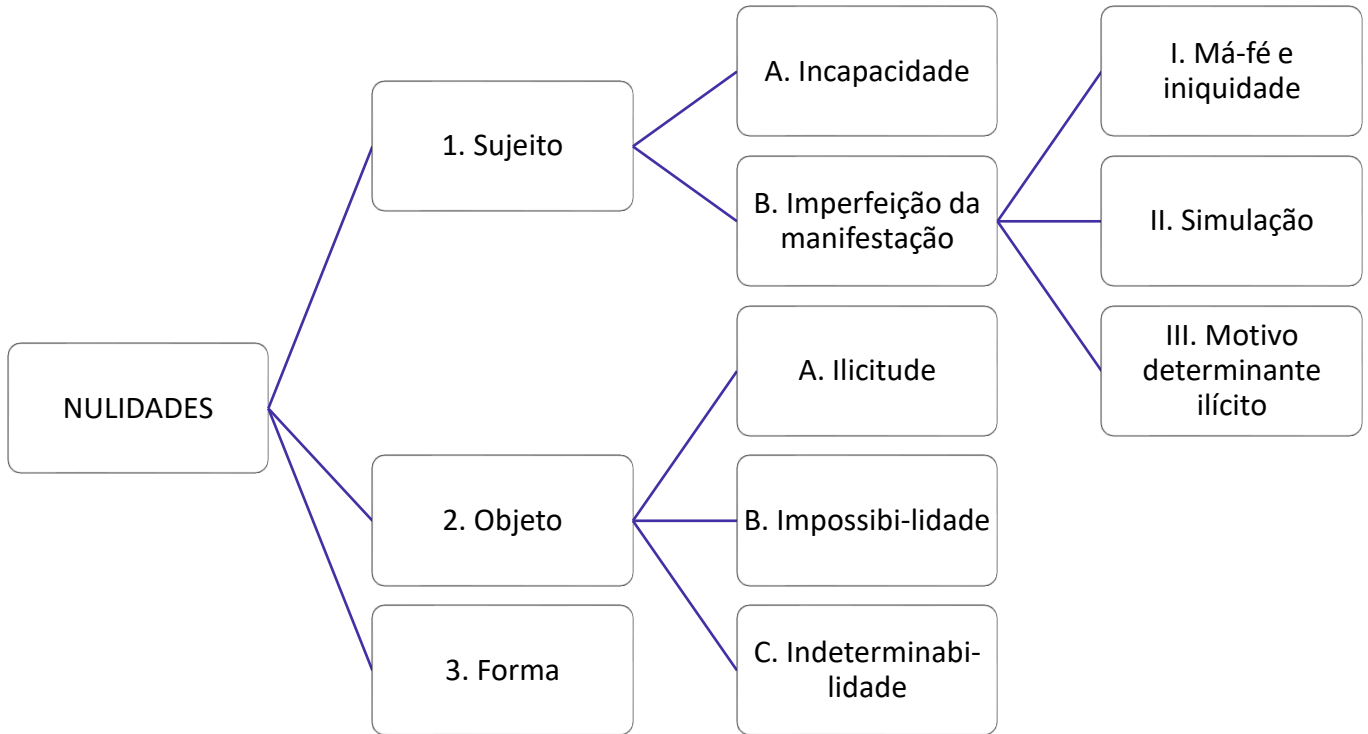 NULIDADES
1. Sujeito
A. Incapacidade
B. Imperfeição da
manifestação
I. Má-fé e
iniquidade
II. Simulação
III. Motivo
determinante
ilícito
2. Objeto
A. Ilicitude
B. Impossibi-lidade
C. Indeterminabi-
lidade
3. Forma